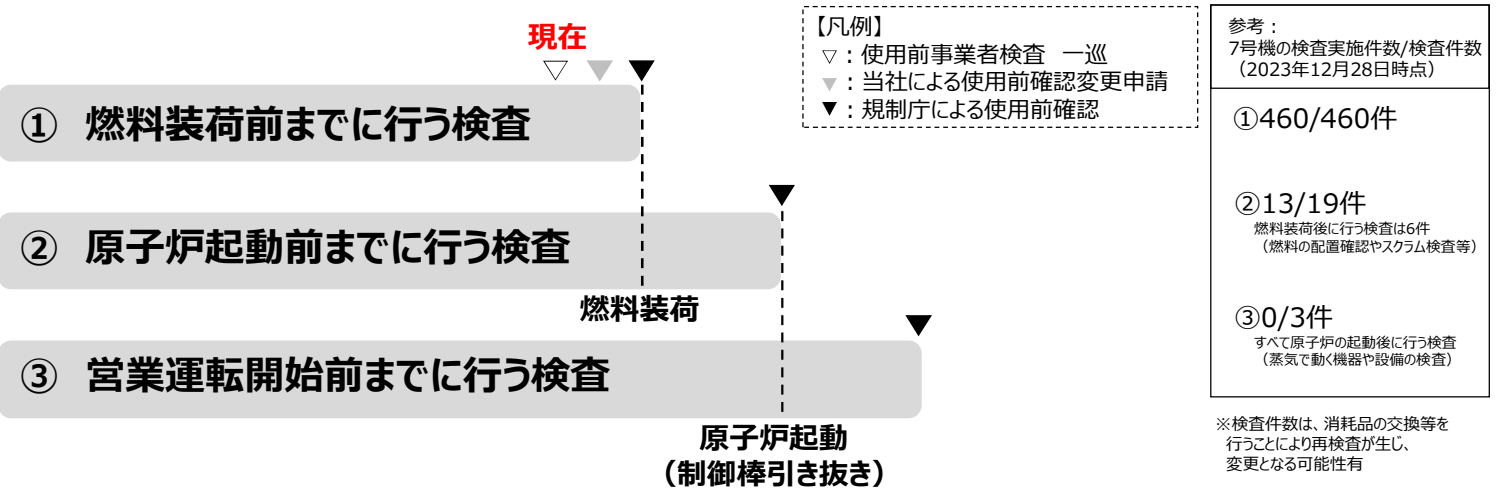 現在
【凡例】
▽：使用前事業者検査　一巡
▼：当社による使用前確認変更申請
▼：規制庁による使用前確認
① 燃料装荷前までに行う検査
② 原子炉起動前までに行う検査
燃料装荷
③ 営業運転開始前までに行う検査
原子炉起動
（制御棒引き抜き）
参考：
7号機の検査実施件数/検査件数
（2023年12月28日時点）
①460/460件
②13/19件
燃料装荷後に行う検査は6件
（燃料の配置確認やスクラム検査等）
③0/3件
すべて原子炉の起動後に行う検査
（蒸気で動く機器や設備の検査）
※検査件数は、消耗品の交換等を
行うことにより再検査が生じ、
変更となる可能性有